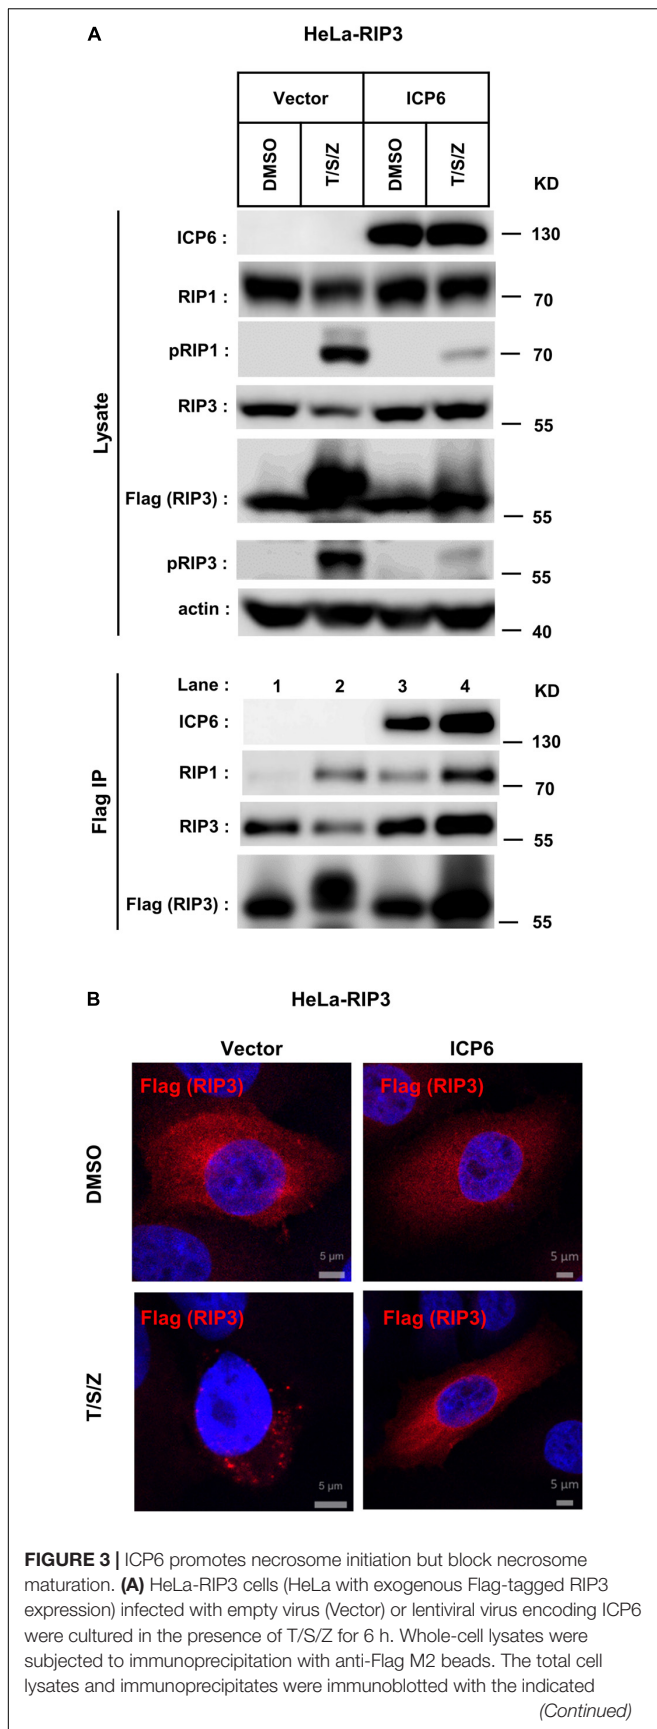 A
HeLa-RIP3
Vector ICP6
DMSO T/S/Z DMSO T/S/Z
KD
Lysate
ICP6 : 130
RIP1 : 70
pRIP1 : 70
RIP3 : 55
Flag (RIP3) : 55
pRIP3 : 55
actin : 40
Flag IP
Lane : 1 2 3 4 KD
ICP6 : 130
RIP1 : 70
RIP3 : 55
Flag (RIP3) : 55
B
HeLa-RIP3
Vector ICP6
DMSO
Flag (RIP3) Flag (RIP3)
5 µm 5 µm
T/S/Z
Flag (RIP3) Flag (RIP3)
5 µm 5 µm
FIGURE 3 | ICP6 promotes necrosome initiation but block necrosome
maturation. (A) HeLa-RIP3 cells (HeLa with exogenous Flag-tagged RIP3
expression) infected with empty virus (Vector) or lentiviral virus encoding ICP6
were cultured in the presence of T/S/Z for 6 h. Whole-cell lysates were
subjected to immunoprecipitation with anti-Flag M2 beads. The total cell
lysates and immunoprecipitates were immunoblotted with the indicated
(Continued)